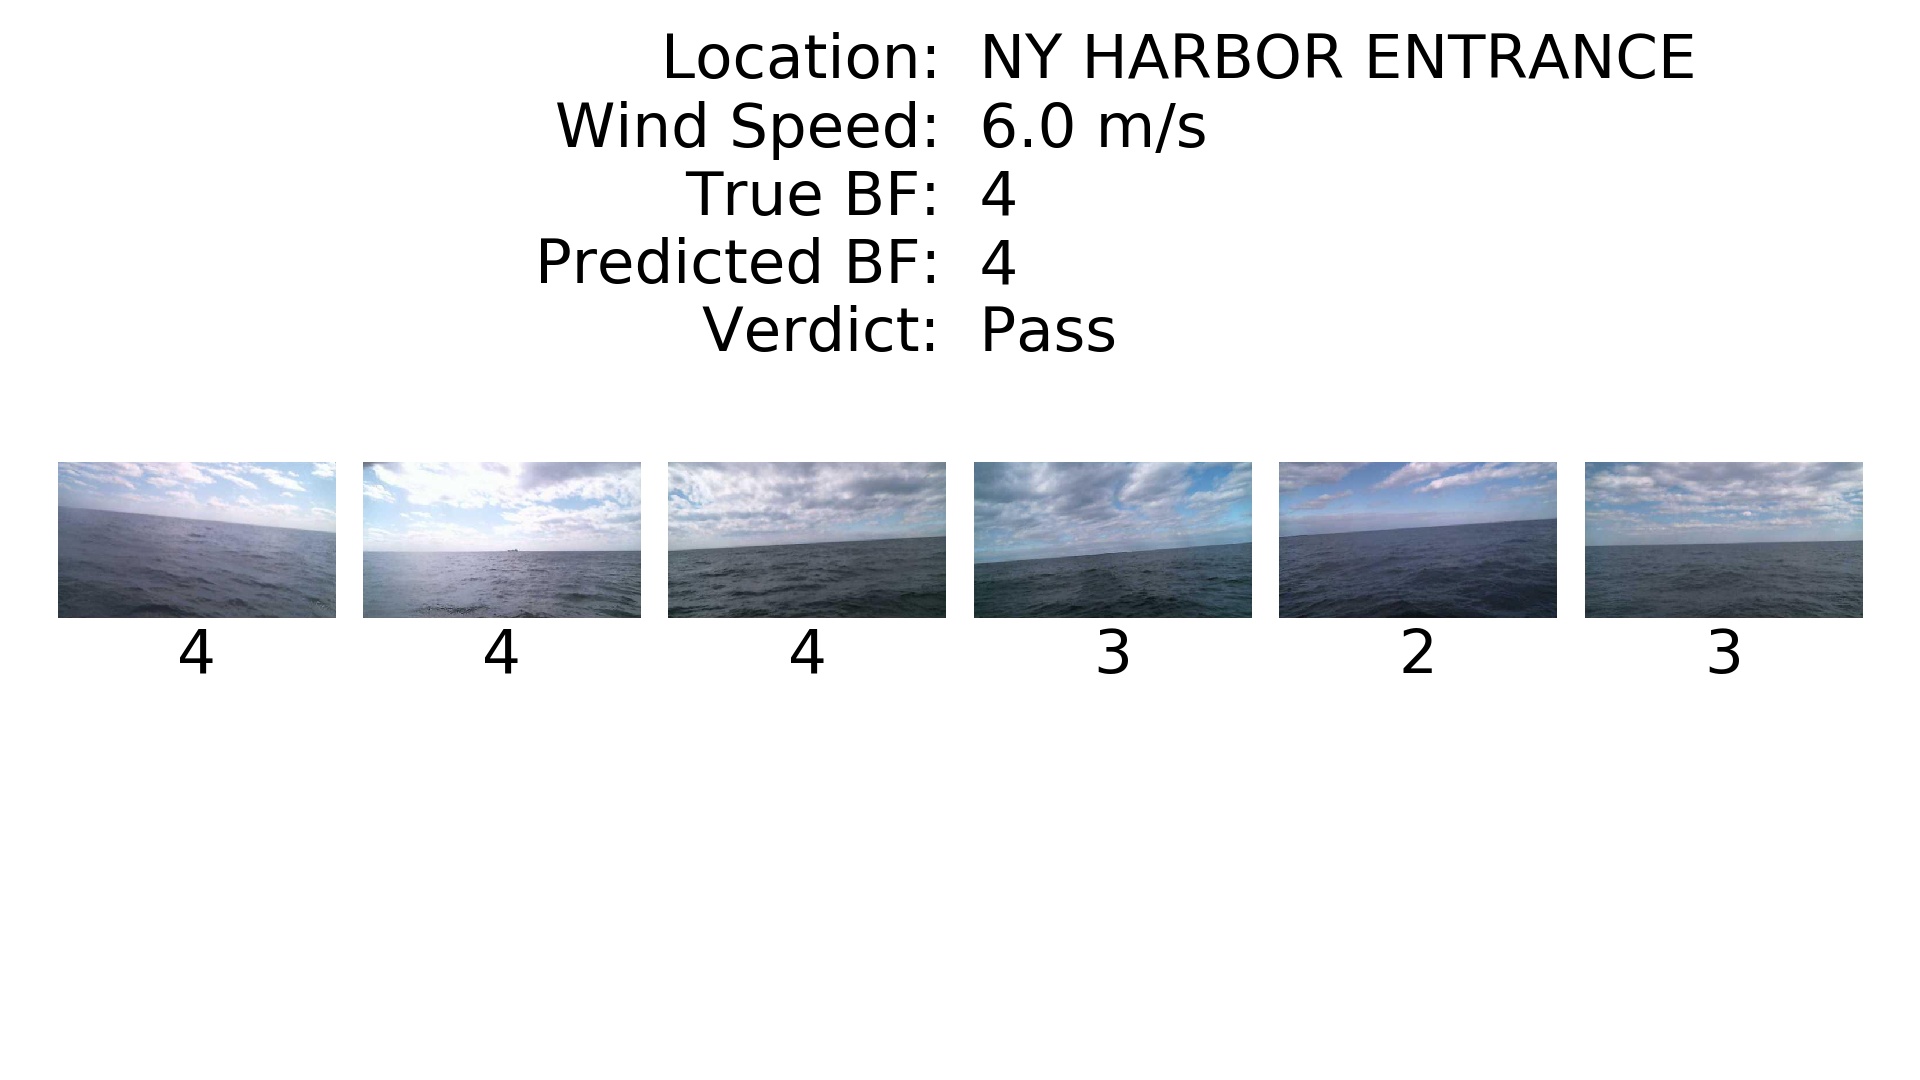 Location: NY HARBOR ENTRANCE
Wind Speed: 6.0 m/s
True BF: 4
Predicted BF: 4
Verdict: Pass
4 4 4 3 2 3